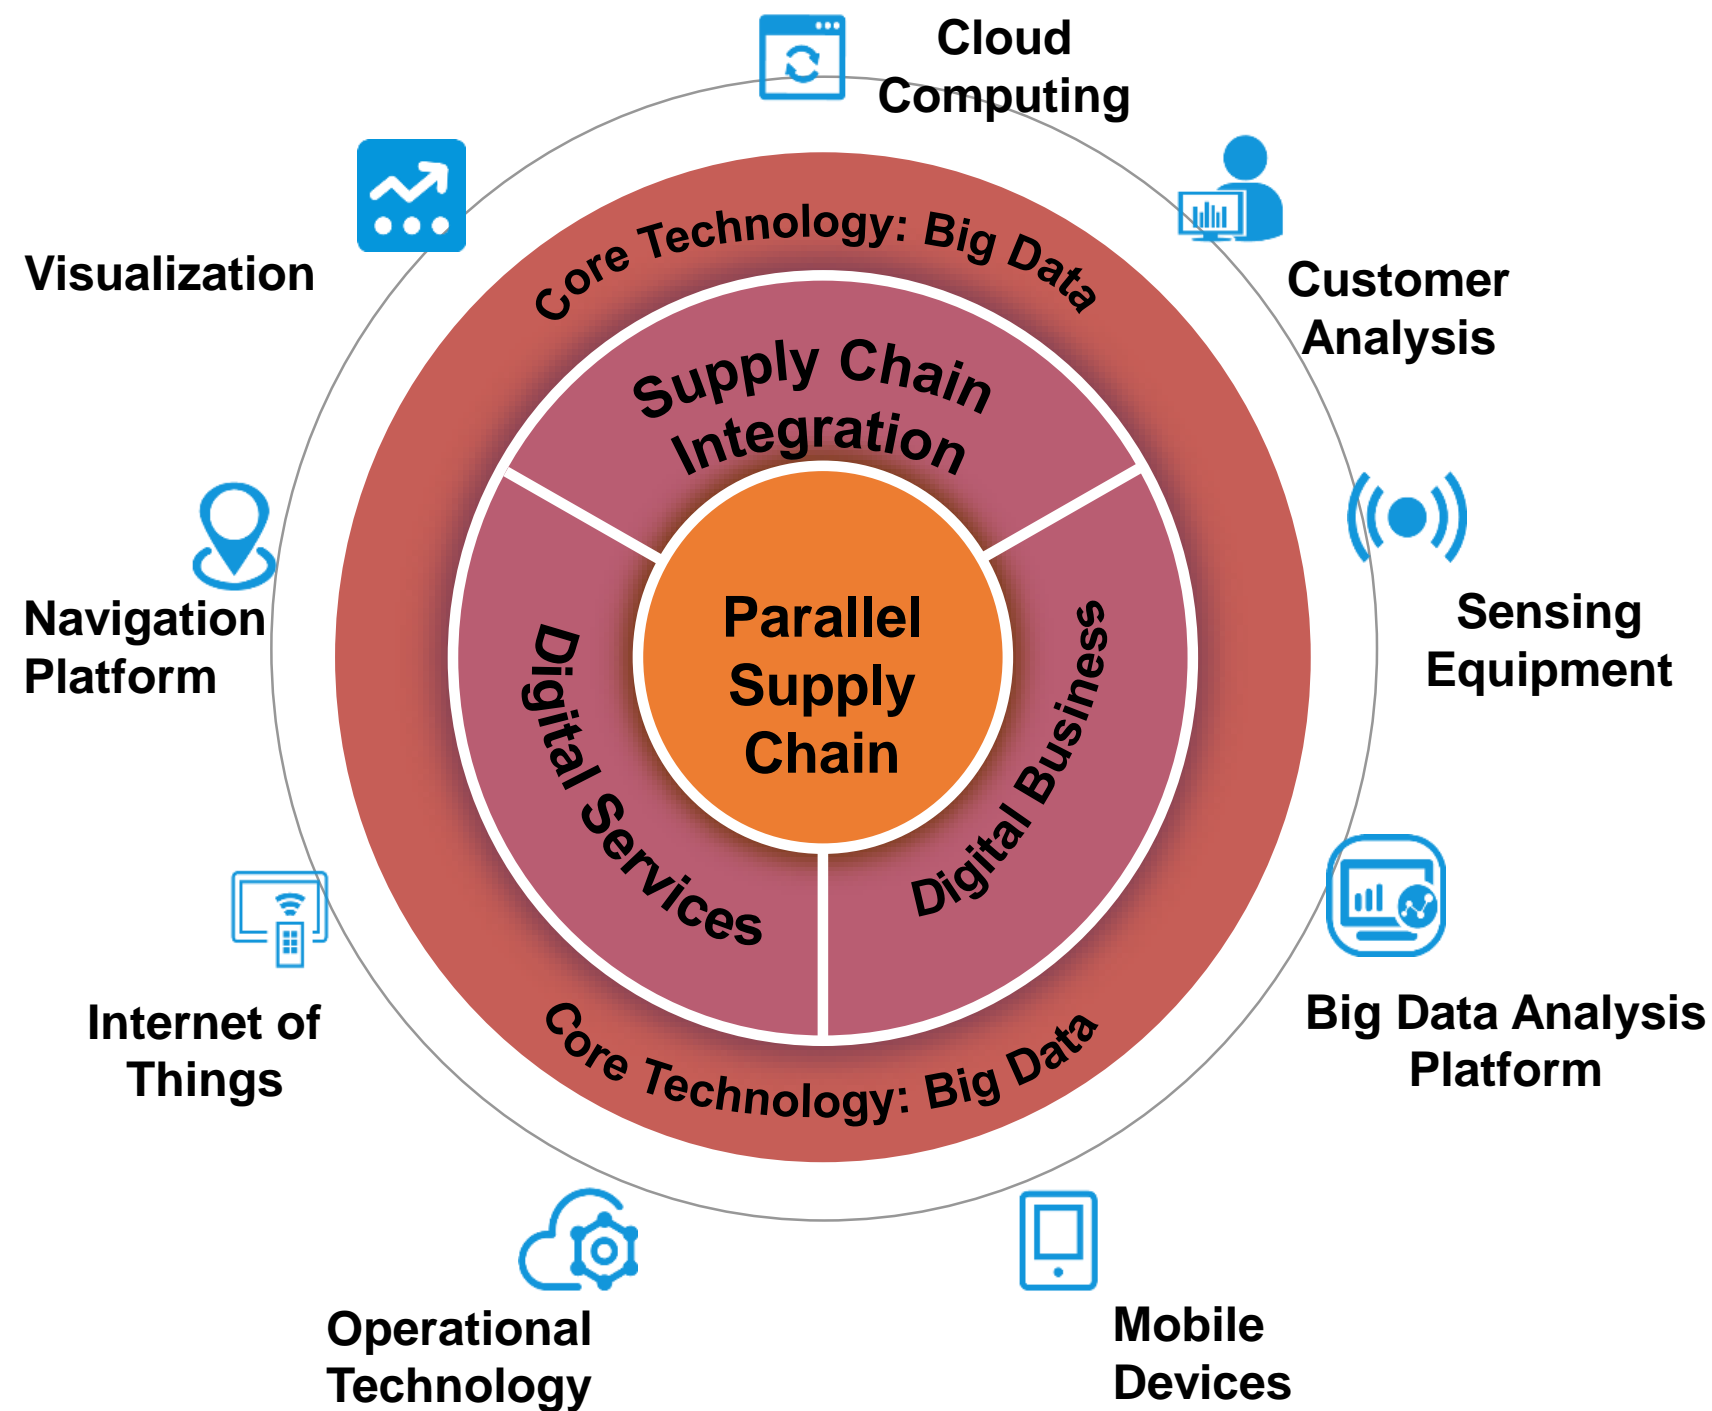 Cloud
Computing
Visualization
Customer
Analysis
Core Technology: Big Data
Supply Chain
Integration
Navigation
Platform
Sensing
Equipment
Parallel
Supply
Chain
Digital Services
Digital Business
Internet of
Things
Big Data Analysis
Platform
Core Technology: Big Data
Operational
Technology
Mobile
Devices